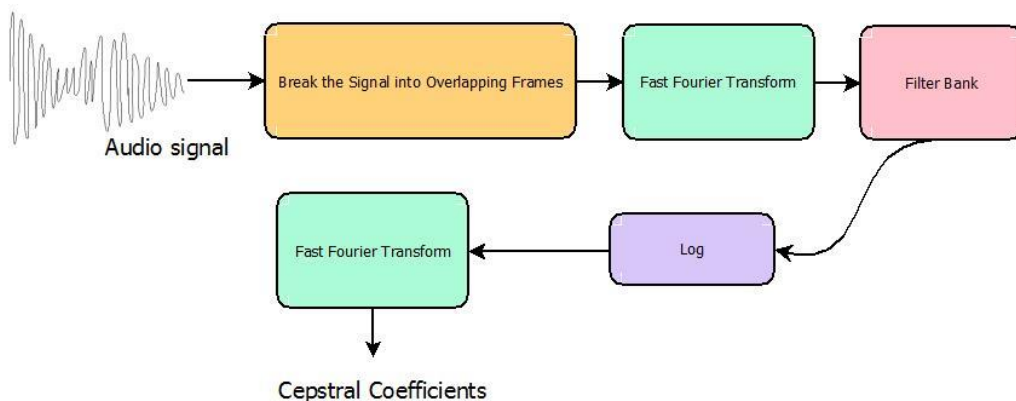 Audio signal
Break the Signal into Overlapping Frames
Fast Fourier Transform
Filter Bank
Log
Fast Fourier Transform
Cepstral Coefficients